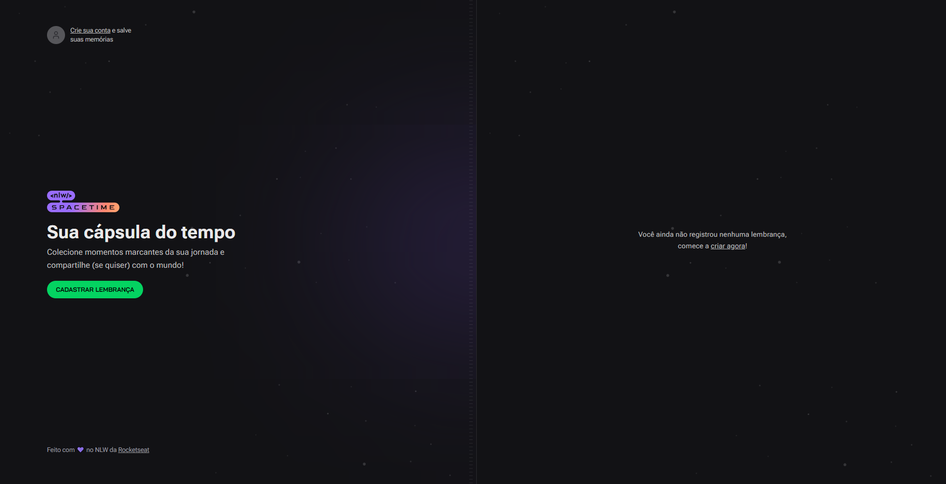 Crie sua conta e salve
suas memórias
<nlw/>
SPACETIME
Sua cápsula do tempo
Colecione momentos marcantes da sua jornada e
compartilhe (se quiser) com o mundo!
CADASTRAR LEMBRANÇA
Feito com 💜 no NLW da Rocketseat
Você ainda não registrou nenhuma lembrança,
comece a criar agora!